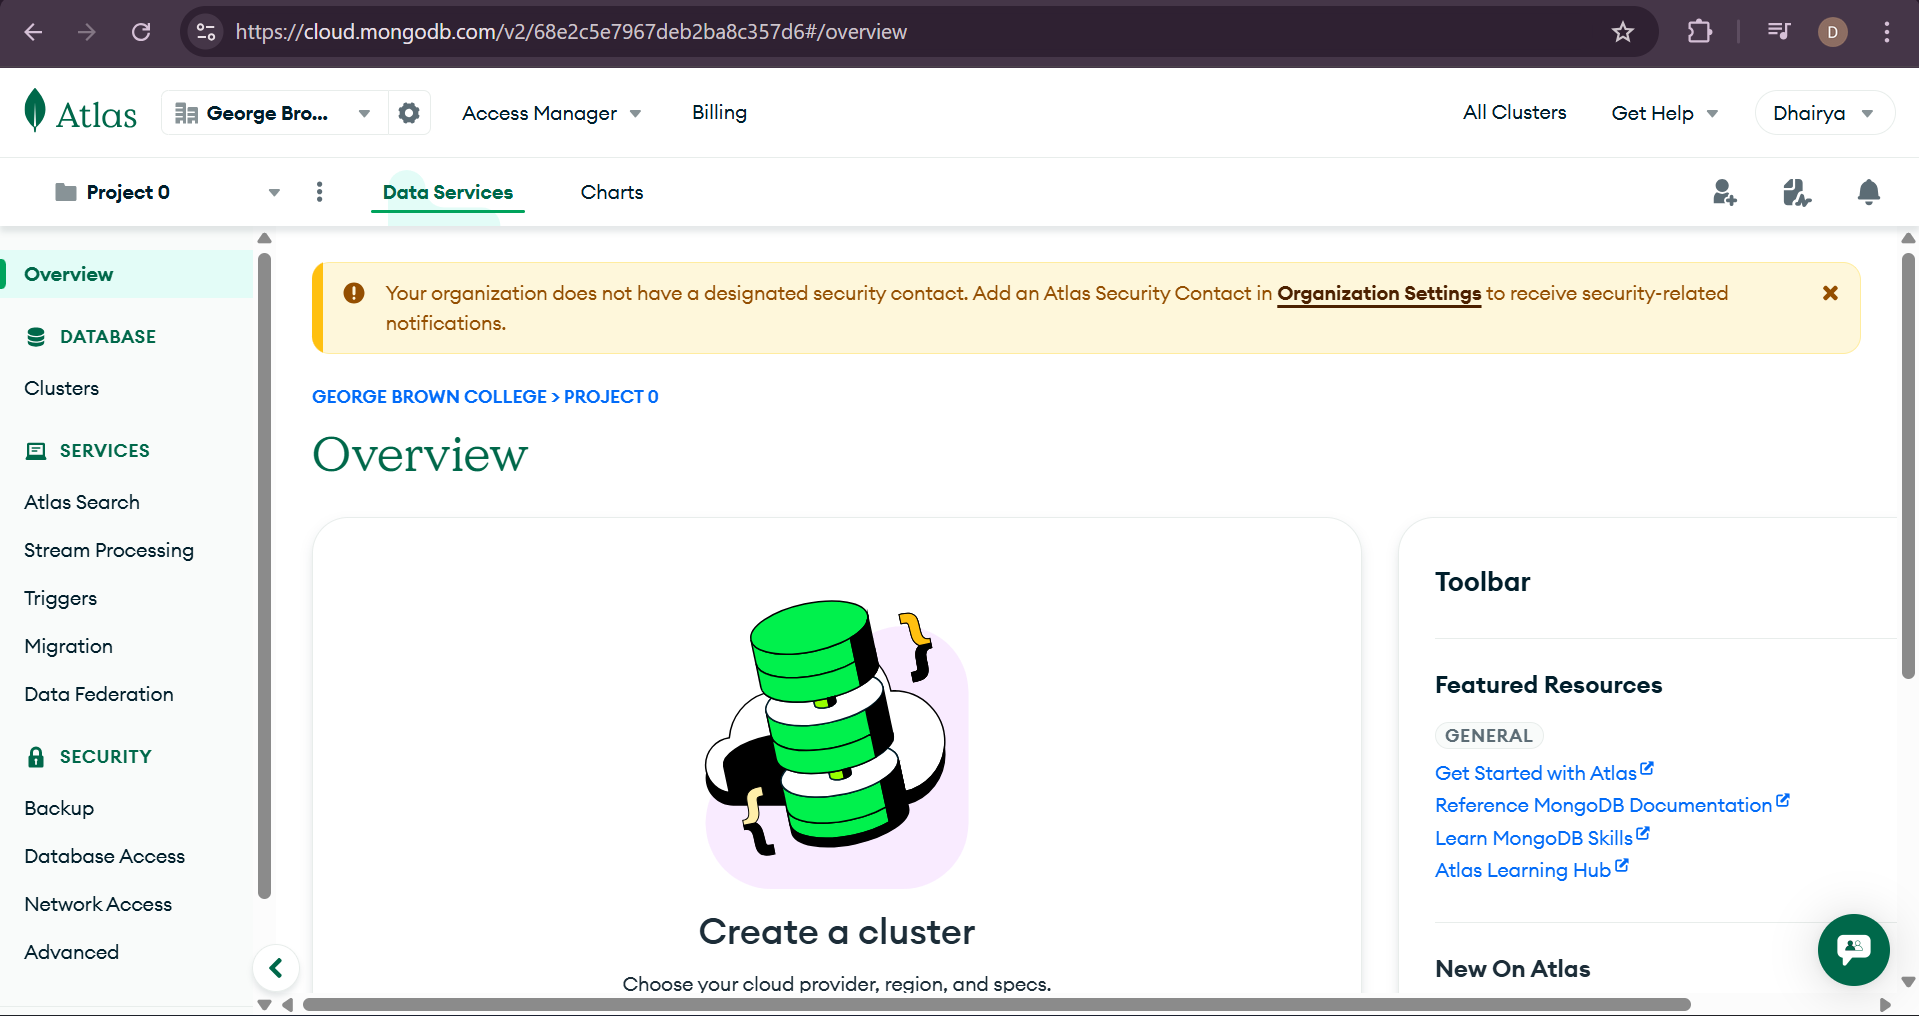 https://cloud.mongodb.com/v2/68e2c5e7967deb2ba8c357d6#/overview
D
Atlas
George Bro...
Access Manager
Billing
All Clusters
Get Help
Dhairya
Project 0
Data Services
Charts
Overview
DATABASE
Clusters
SERVICES
Atlas Search
Stream Processing
Triggers
Migration
Data Federation
SECURITY
Backup
Database Access
Network Access
Advanced
Your organization does not have a designated security contact. Add an Atlas Security Contact in Organization Settings to receive security-related
notifications.
GEORGE BROWN COLLEGE > PROJECT 0
Overview
Create a cluster
Choose your cloud provider, region, and specs.
Toolbar
Featured Resources
GENERAL
Get Started with Atlas
Reference MongoDB Documentation
Learn MongoDB Skills
Atlas Learning Hub
New On Atlas